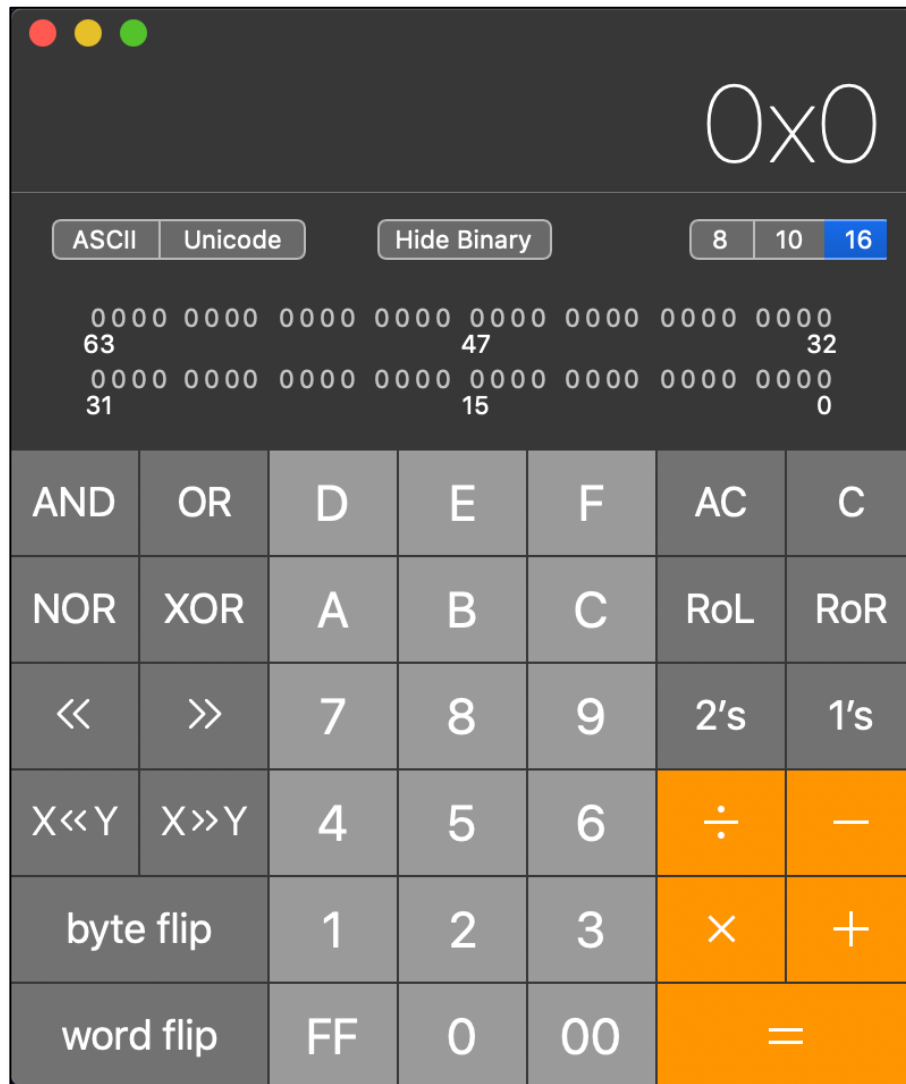 0x0
ASCII Unicode Hide Binary 8 10 16
0000 0000 0000 0000 0000 0000 0000 0000
63 47 32
0000 0000 0000 0000 0000 0000 0000 0000
31 15 0
AND OR D E F AC C
NOR XOR A B C RoL RoR
« » 7 8 9 2's 1's
X«Y X»Y 4 5 6 ÷ −
byte flip 1 2 3 × +
word flip FF 0 00 =